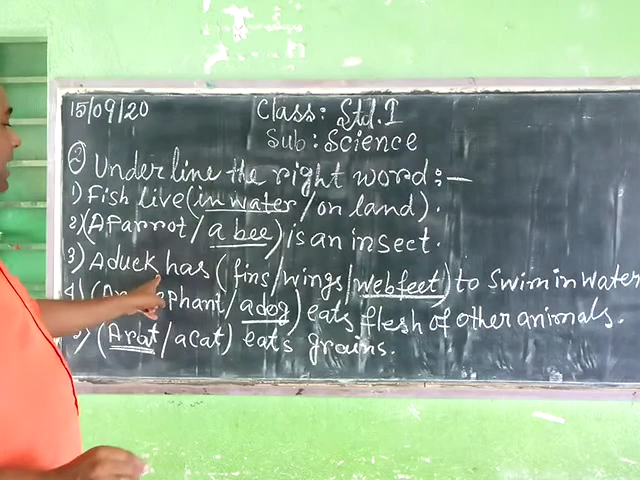 15/09/20
Class: Std. I
Sub: Science
② Underline the right word:—
1) Fish live (in water / on land).
2) (A Parrot / a bee) is an insect.
3) A duck has (fins/wings/webfeet) to swim in water
4) (An elephant / a dog) eats flesh of other animals.
5) (A rat / a cat) eats grains.